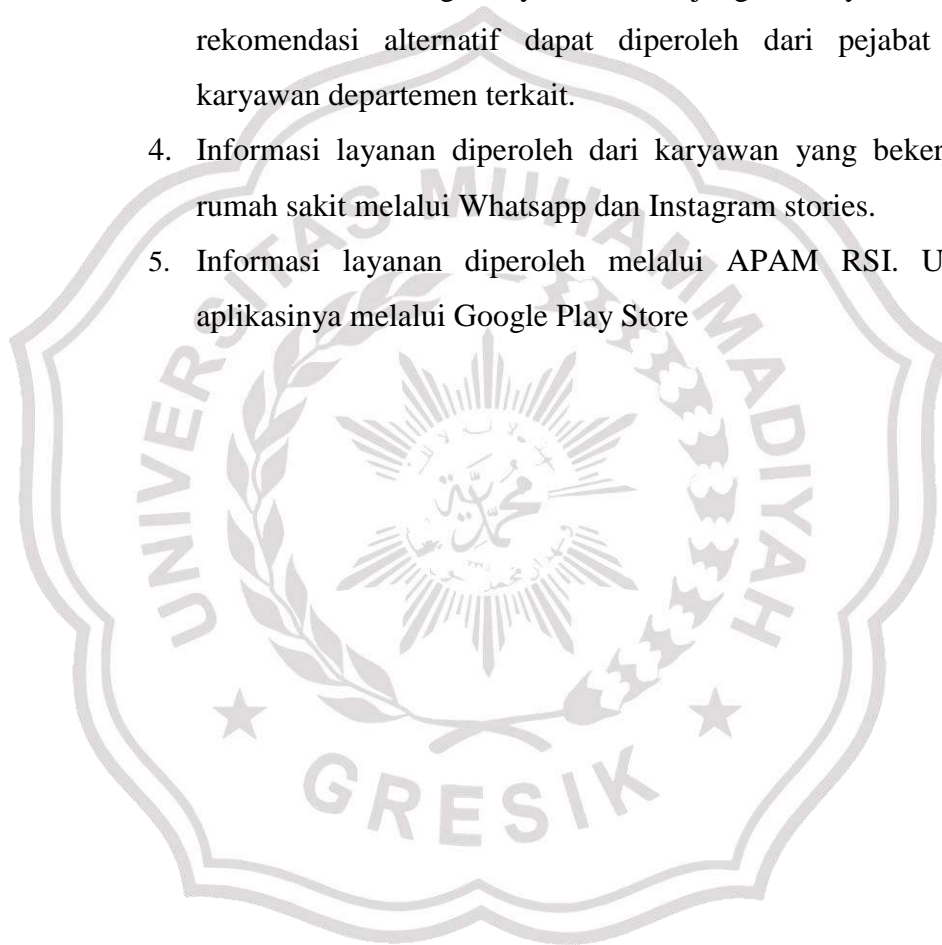 rekomendasi alternatif dapat diperoleh dari pejabat
karyawan departemen terkait.
4. Informasi layanan diperoleh dari karyawan yang beker
rumah sakit melalui Whatsapp dan Instagram stories.
5. Informasi layanan diperoleh melalui APAM RSI. U
aplikasinya melalui Google Play Store
UNIVERSITAS MUHAMMADIYAH
GRESIK